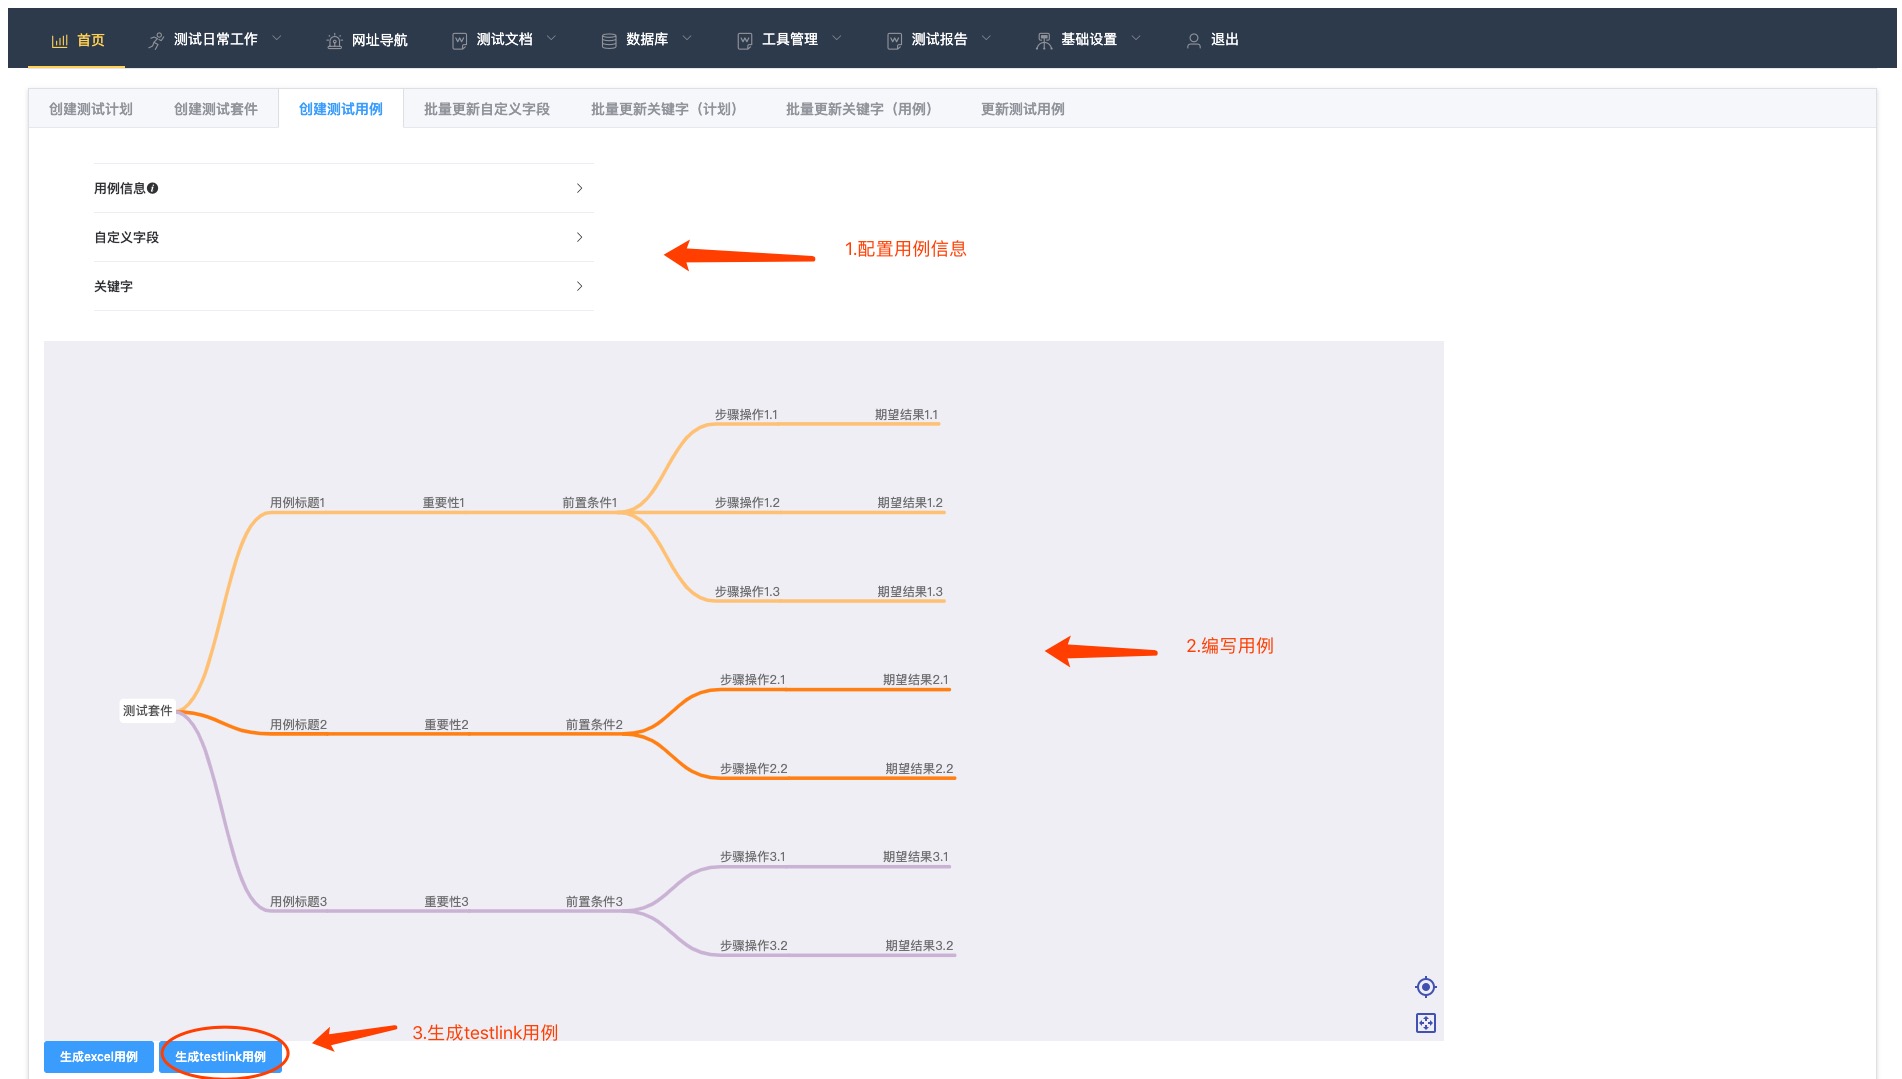 首页 测试日常工作 网址导航 测试文档 数据库 工具管理 测试报告 基础设置 退出
创建测试计划 创建测试套件 创建测试用例 批量更新自定义字段 批量更新关键字（计划） 批量更新关键字（用例） 更新测试用例
用例信息
自定义字段
1.配置用例信息
关键字
步骤操作1.1 期望结果1.1
用例标题1 重要性1 前置条件1 步骤操作1.2 期望结果1.2
步骤操作1.3 期望结果1.3
2.编写用例
步骤操作2.1 期望结果2.1
测试套件
用例标题2 重要性2 前置条件2
步骤操作2.2 期望结果2.2
步骤操作3.1 期望结果3.1
用例标题3 重要性3 前置条件3
步骤操作3.2 期望结果3.2
3.生成testlink用例
生成excel用例 生成testlink用例